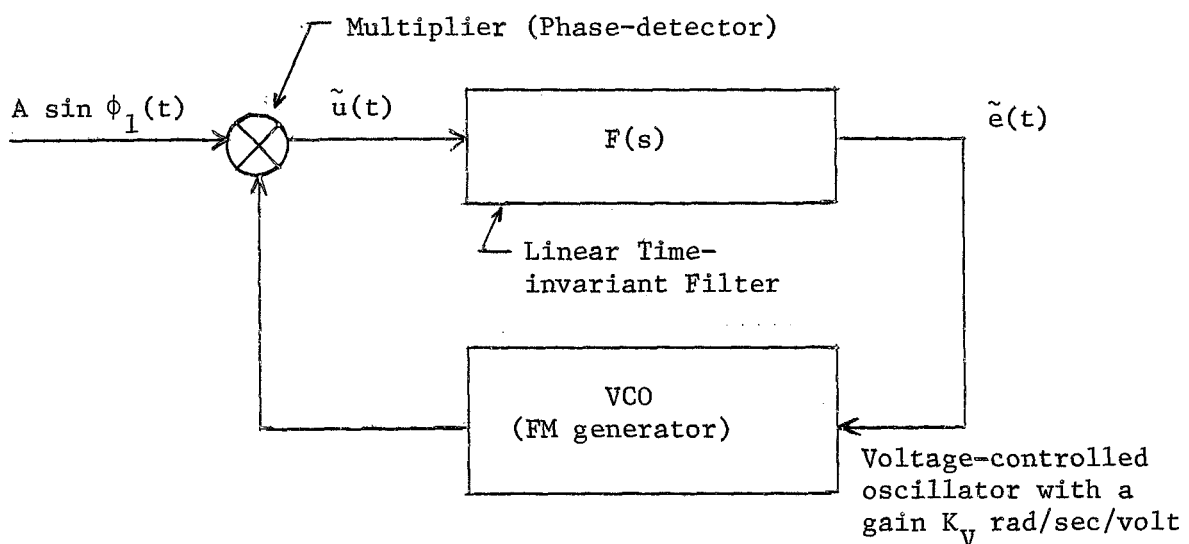 Multiplier (Phase-detector)
A sin ϕ₁(t)
ũ(t)
F(s)
ẽ(t)
Linear Time-
invariant Filter
VCO
(FM generator)
Voltage-controlled
oscillator with a
gain K_V rad/sec/volt